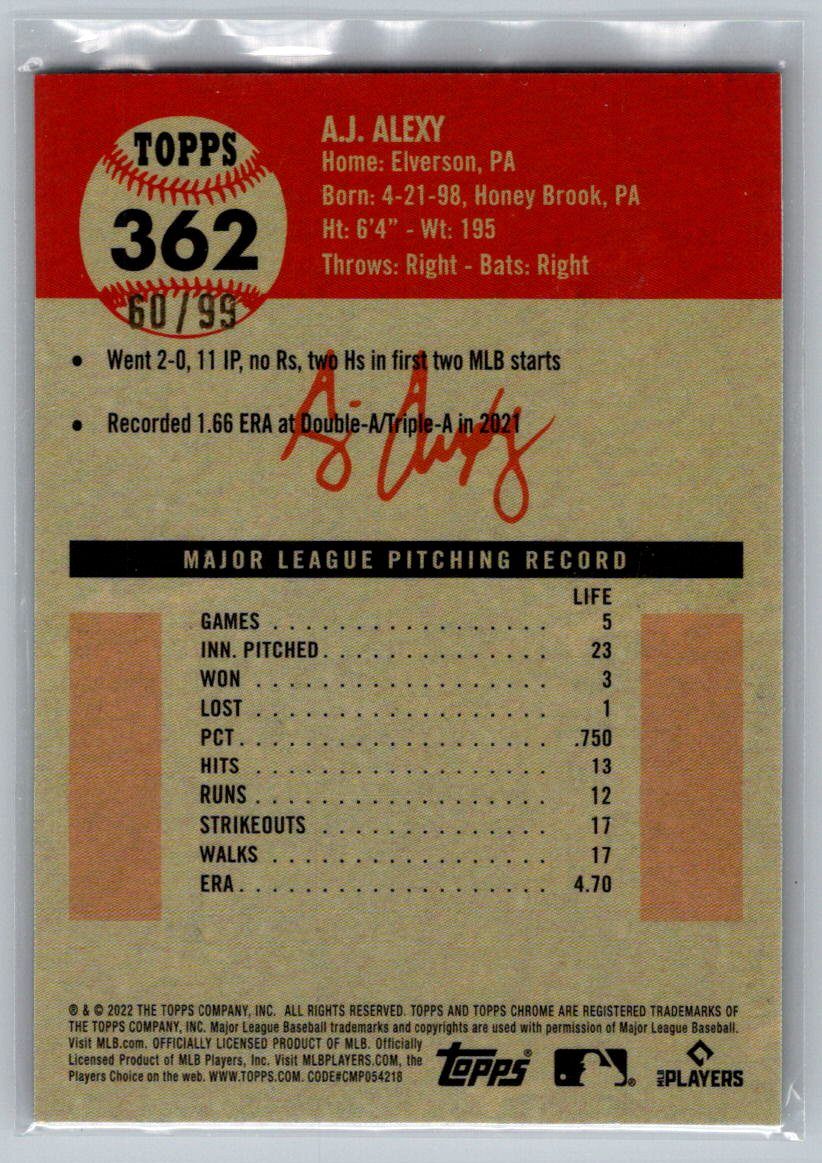 TOPPS
362
60/99
A.J. ALEXY
Home: Elverson, PA
Born: 4-21-98, Honey Brook, PA
Ht: 6'4" - Wt: 195
Throws: Right - Bats: Right
• Went 2-0, 11 IP, no Rs, two Hs in first two MLB starts
• Recorded 1.66 ERA at Double-A/Triple-A in 2021
A.J. Alexy
MAJOR LEAGUE PITCHING RECORD
LIFE
GAMES . . . . . . . . . . . . . . . . . 5
INN. PITCHED. . . . . . . . . . . . . . 23
WON . . . . . . . . . . . . . . . . . . 3
LOST . . . . . . . . . . . . . . . . . . 1
PCT. . . . . . . . . . . . . . . . . . . .750
HITS . . . . . . . . . . . . . . . . . . 13
RUNS . . . . . . . . . . . . . . . . . . 12
STRIKEOUTS . . . . . . . . . . . . . . 17
WALKS . . . . . . . . . . . . . . . . . 17
ERA. . . . . . . . . . . . . . . . . . . 4.70
® & © 2022 THE TOPPS COMPANY, INC. ALL RIGHTS RESERVED. TOPPS AND TOPPS CHROME ARE REGISTERED TRADEMARKS OF
THE TOPPS COMPANY, INC. Major League Baseball trademarks and copyrights are used with permission of Major League Baseball.
Visit MLB.com. OFFICIALLY LICENSED PRODUCT OF MLB. Officially
Licensed Product of MLB Players, Inc. Visit MLBPLAYERS.COM, the
Players Choice on the web. WWW.TOPPS.COM. CODE#CMP054218
topps®
®
MLB PLAYERS